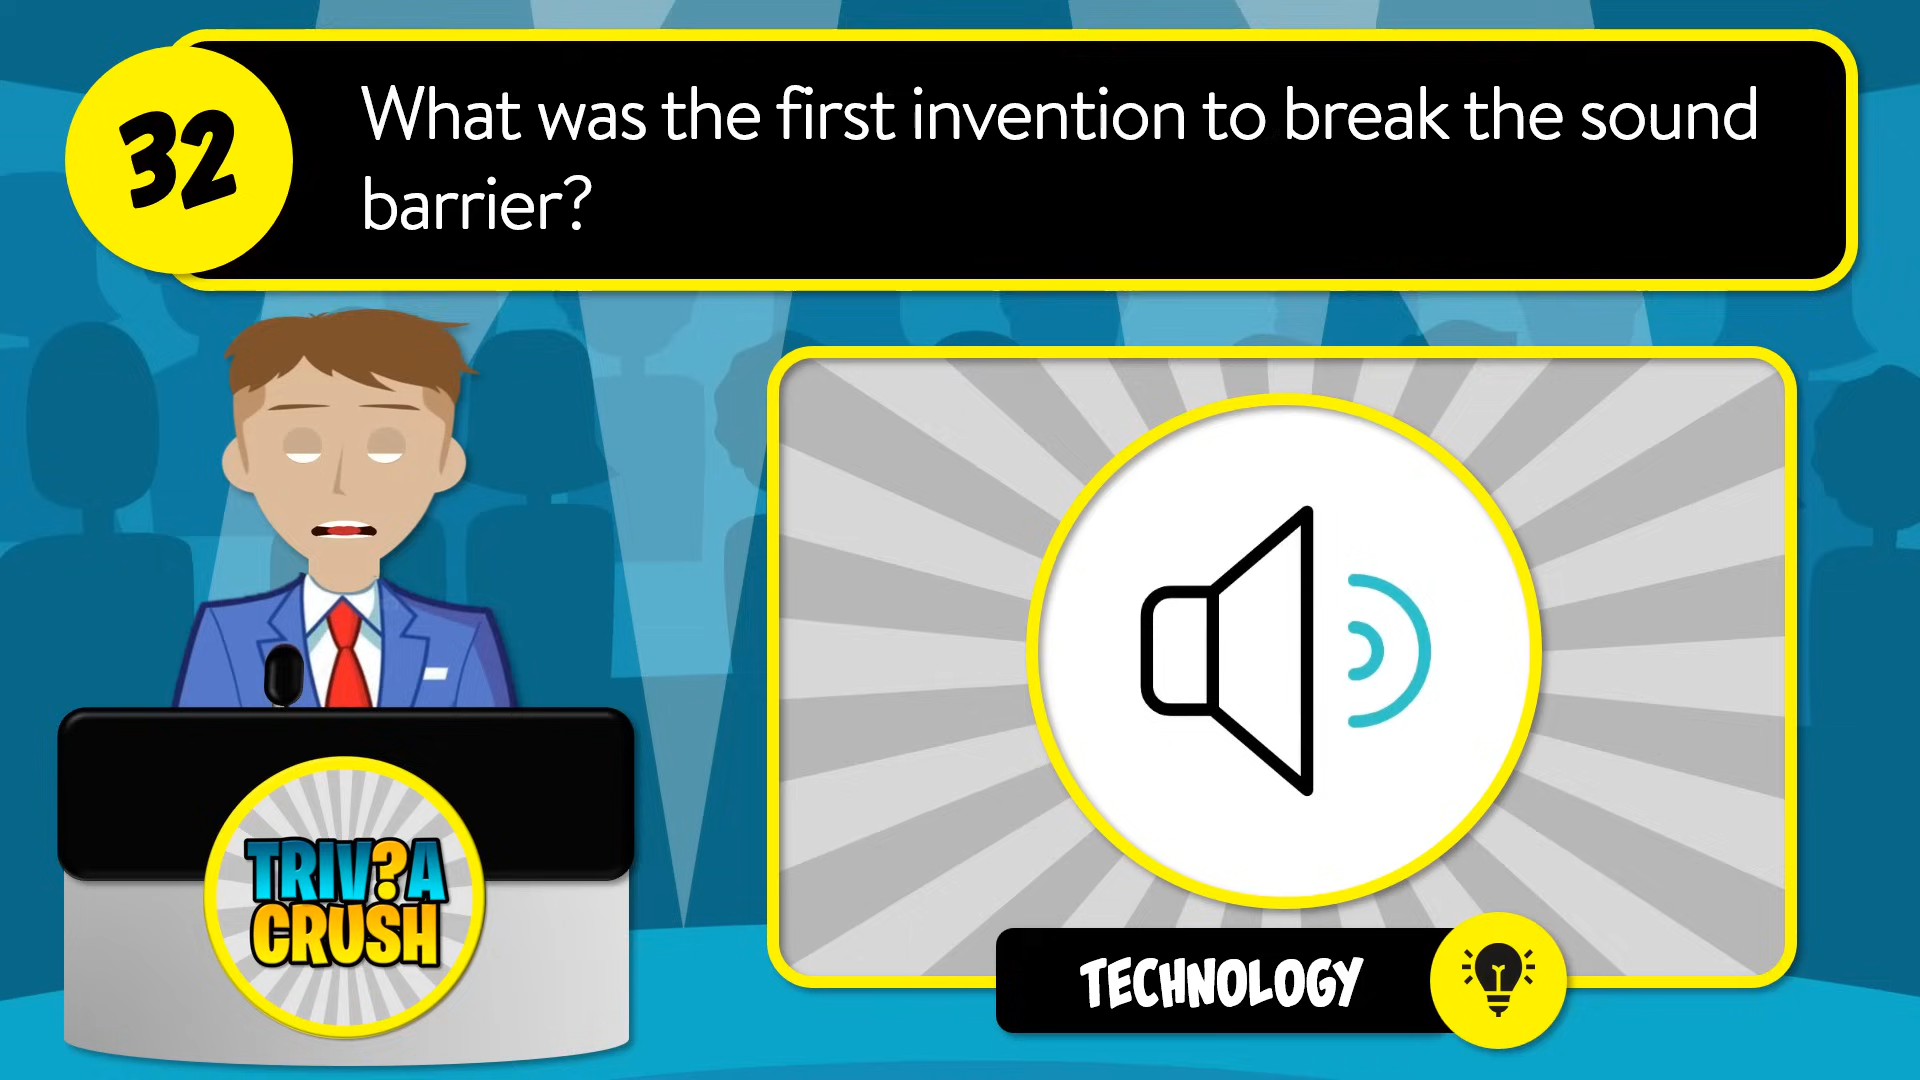 32
What was the first invention to break the sound
barrier?
TRIV?A
CRUSH
TECHNOLOGY